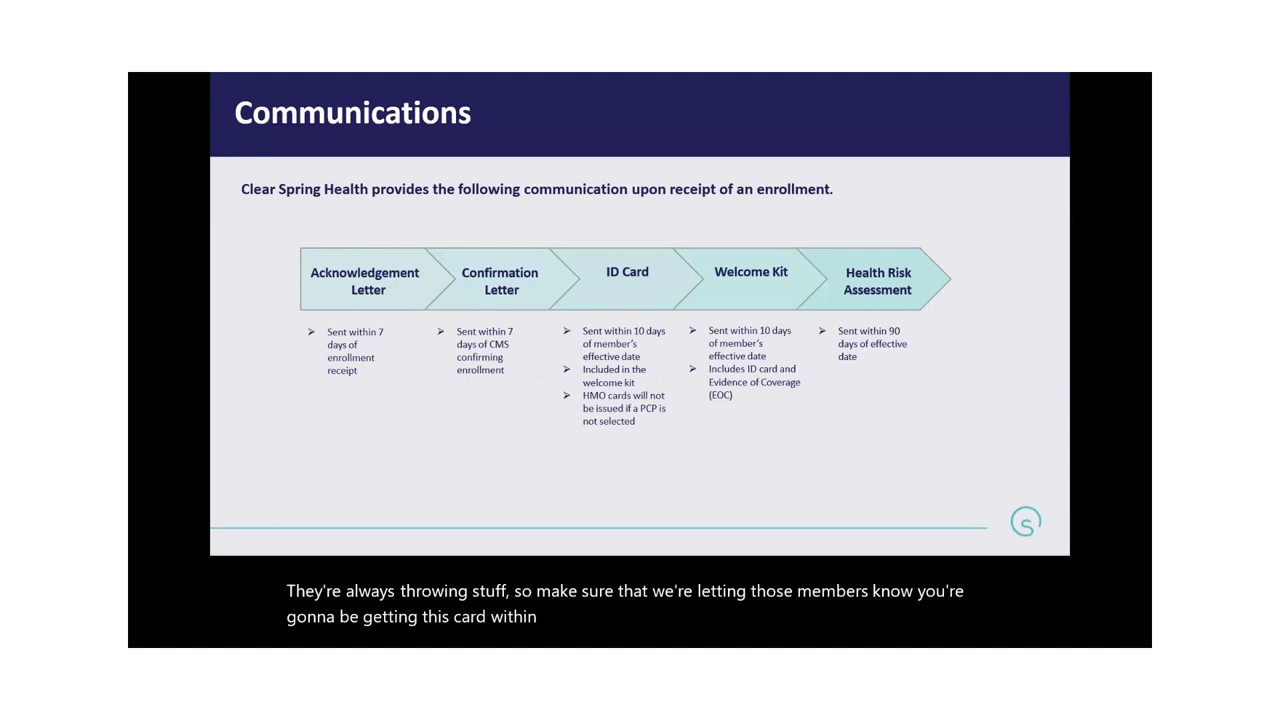 Communications
Clear Spring Health provides the following communication upon receipt of an enrollment.
Acknowledgement
Letter
➢ Sent within 7
days of
enrollment
receipt
Confirmation
Letter
➢ Sent within 7
days of CMS
confirming
enrollment
ID Card
➢ Sent within 10 days
of member's
effective date
➢ Included in the
welcome kit
➢ HMO cards will not
be issued if a PCP is
not selected
Welcome Kit
➢ Sent within 10 days
of member's
effective date
➢ Includes ID card and
Evidence of Coverage
(EOC)
Health Risk
Assessment
➢ Sent within 90
days of effective
date
S
They're always throwing stuff, so make sure that we're letting those members know you're
gonna be getting this card within